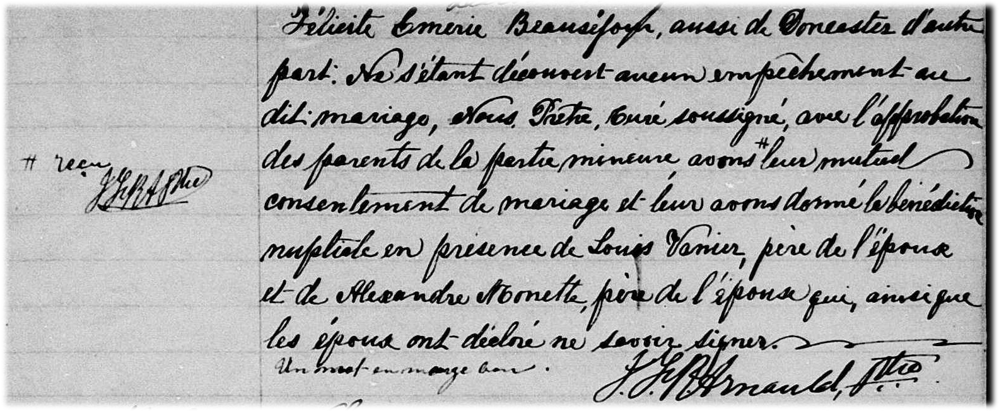 Félicite Emerie Beauséjour, aussi de Doncaster d'autre
part. Ne s'étant découvert aucun empêchement au
dit mariage, Nous, Prêtre, Curé soussigné, avec l'approbation
des parents de la partie mineure, avons # leur mutuel
# reçu
consentement de mariage et leur avons donné la bénédiction
nuptiale en présence de Louis Vanier, père de l'époux
et de Alexandre Monette, père de l'épouse qui, ainsi que
les époux ont déclaré ne savoir signer.
Un mot en marge bon.
Arnauld, Ptre